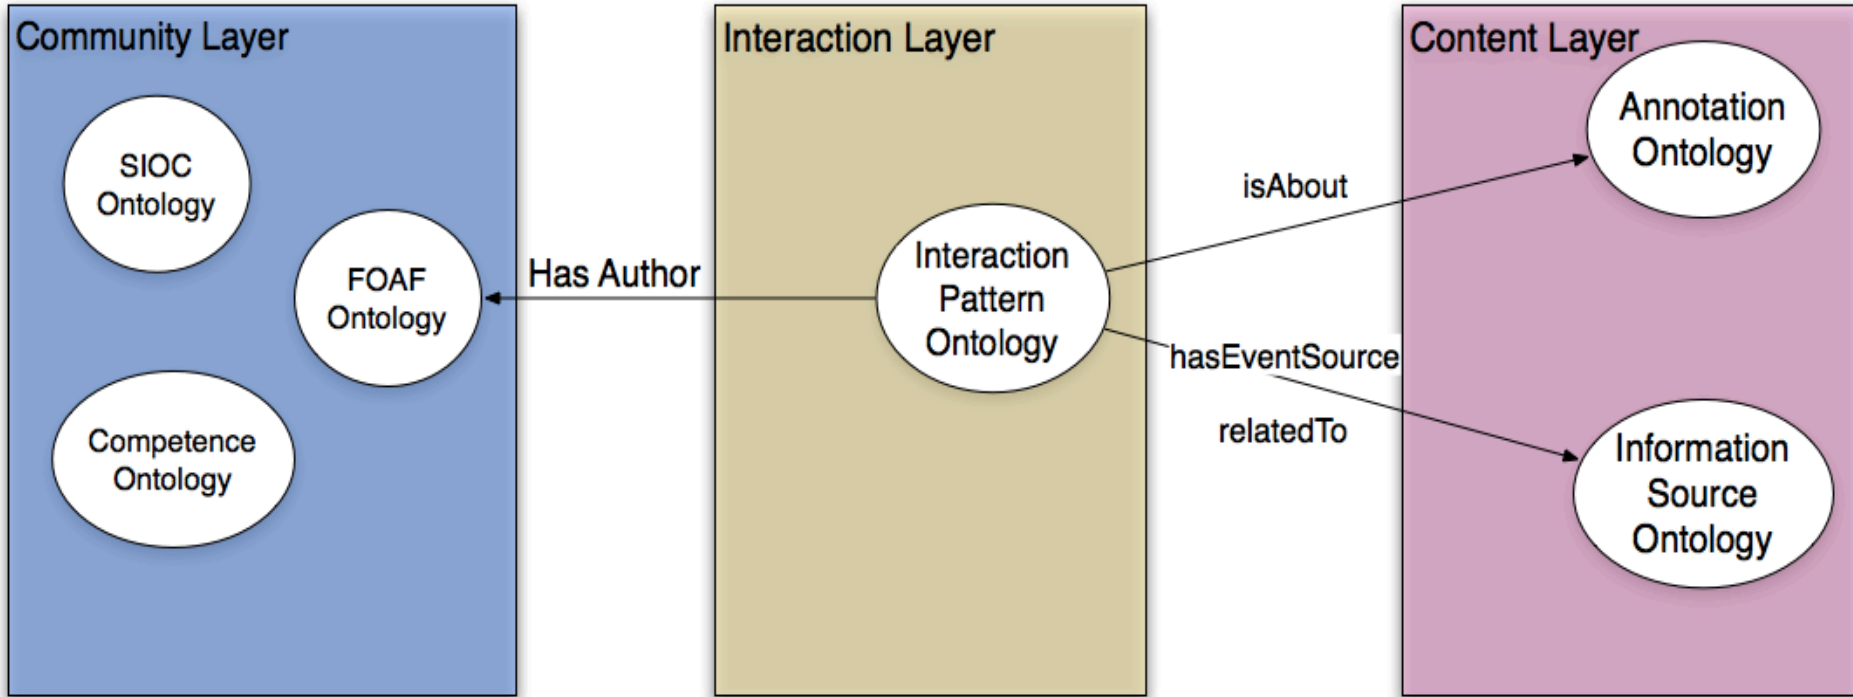 Community Layer
SIOC
Ontology
FOAF
Ontology
Competence
Ontology
Has Author
Interaction Layer
Interaction
Pattern
Ontology
isAbout
hasEventSource
relatedTo
Content Layer
Annotation
Ontology
Information
Source
Ontology